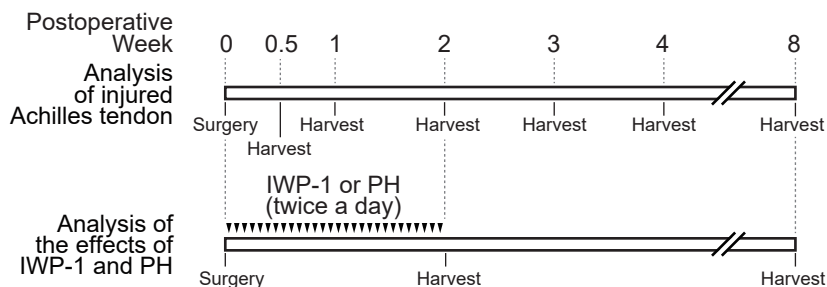 Postoperative
Week 0 0.5 1 2 3 4 8
Analysis
of injured
Achilles tendon
Surgery Harvest Harvest Harvest Harvest Harvest
Harvest
IWP-1 or PH
(twice a day)
Analysis of
the effects of
IWP-1 and PH
Surgery Harvest Harvest